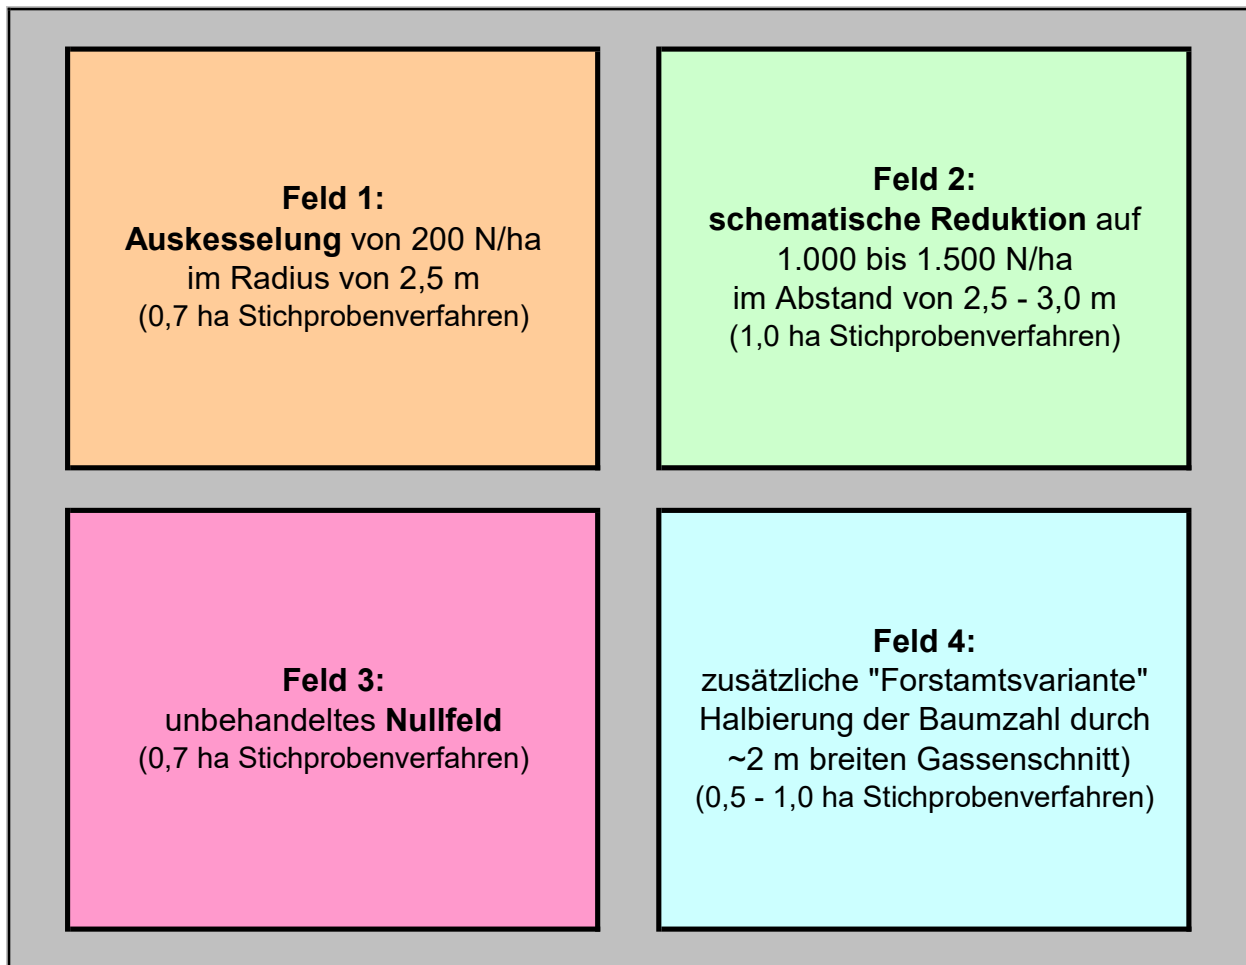 Feld 1:
Auskesselung von 200 N/ha
im Radius von 2,5 m
(0,7 ha Stichprobenverfahren)
Feld 2:
schematische Reduktion auf
1.000 bis 1.500 N/ha
im Abstand von 2,5 - 3,0 m
(1,0 ha Stichprobenverfahren)
Feld 3:
unbehandeltes Nullfeld
(0,7 ha Stichprobenverfahren)
Feld 4:
zusätzliche "Forstamtsvariante"
Halbierung der Baumzahl durch
~2 m breiten Gassenschnitt)
(0,5 - 1,0 ha Stichprobenverfahren)